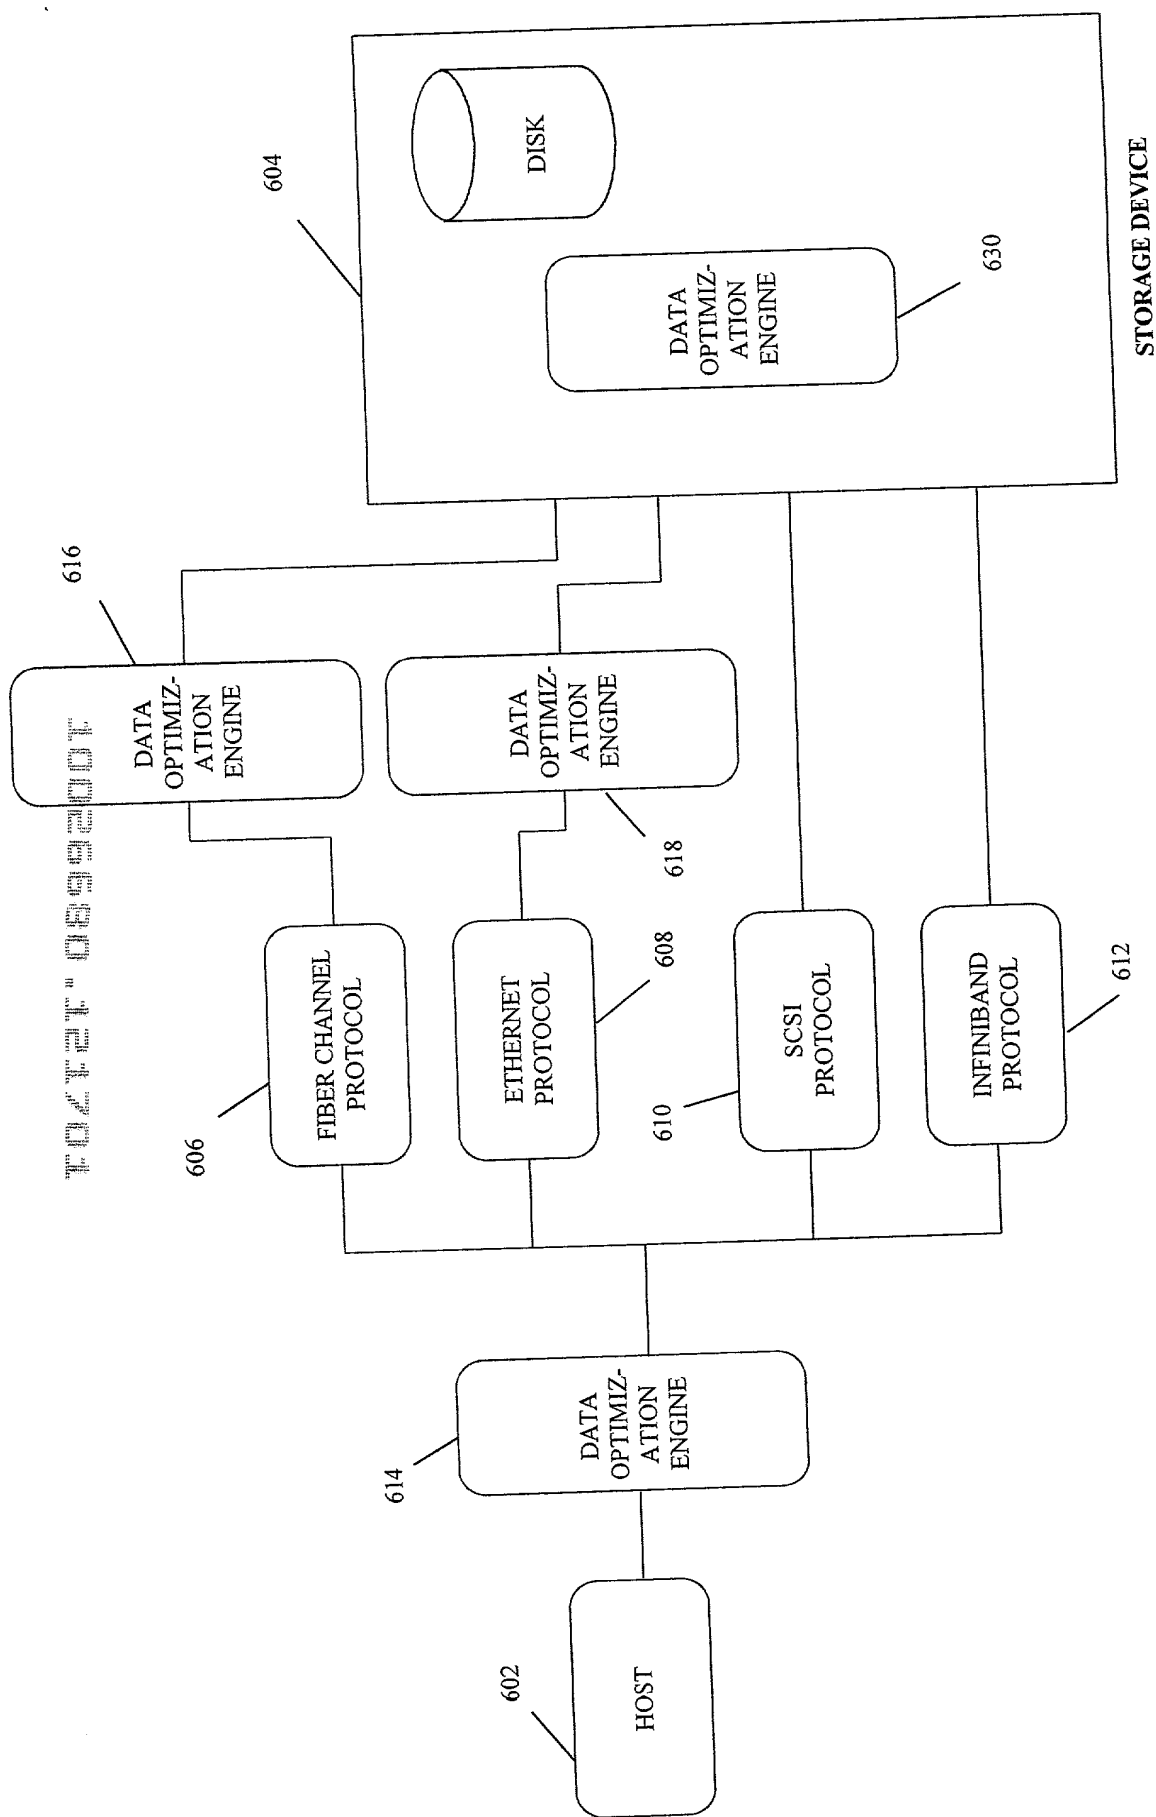 10026680.121701
602
HOST
614
DATA
OPTIMIZ-
ATION
ENGINE
606
FIBER CHANNEL
PROTOCOL
608
ETHERNET
PROTOCOL
610
SCSI
PROTOCOL
612
INFINIBAND
PROTOCOL
616
DATA
OPTIMIZ-
ATION
ENGINE
618
DATA
OPTIMIZ-
ATION
ENGINE
604
DISK
630
DATA
OPTIMIZ-
ATION
ENGINE
STORAGE DEVICE